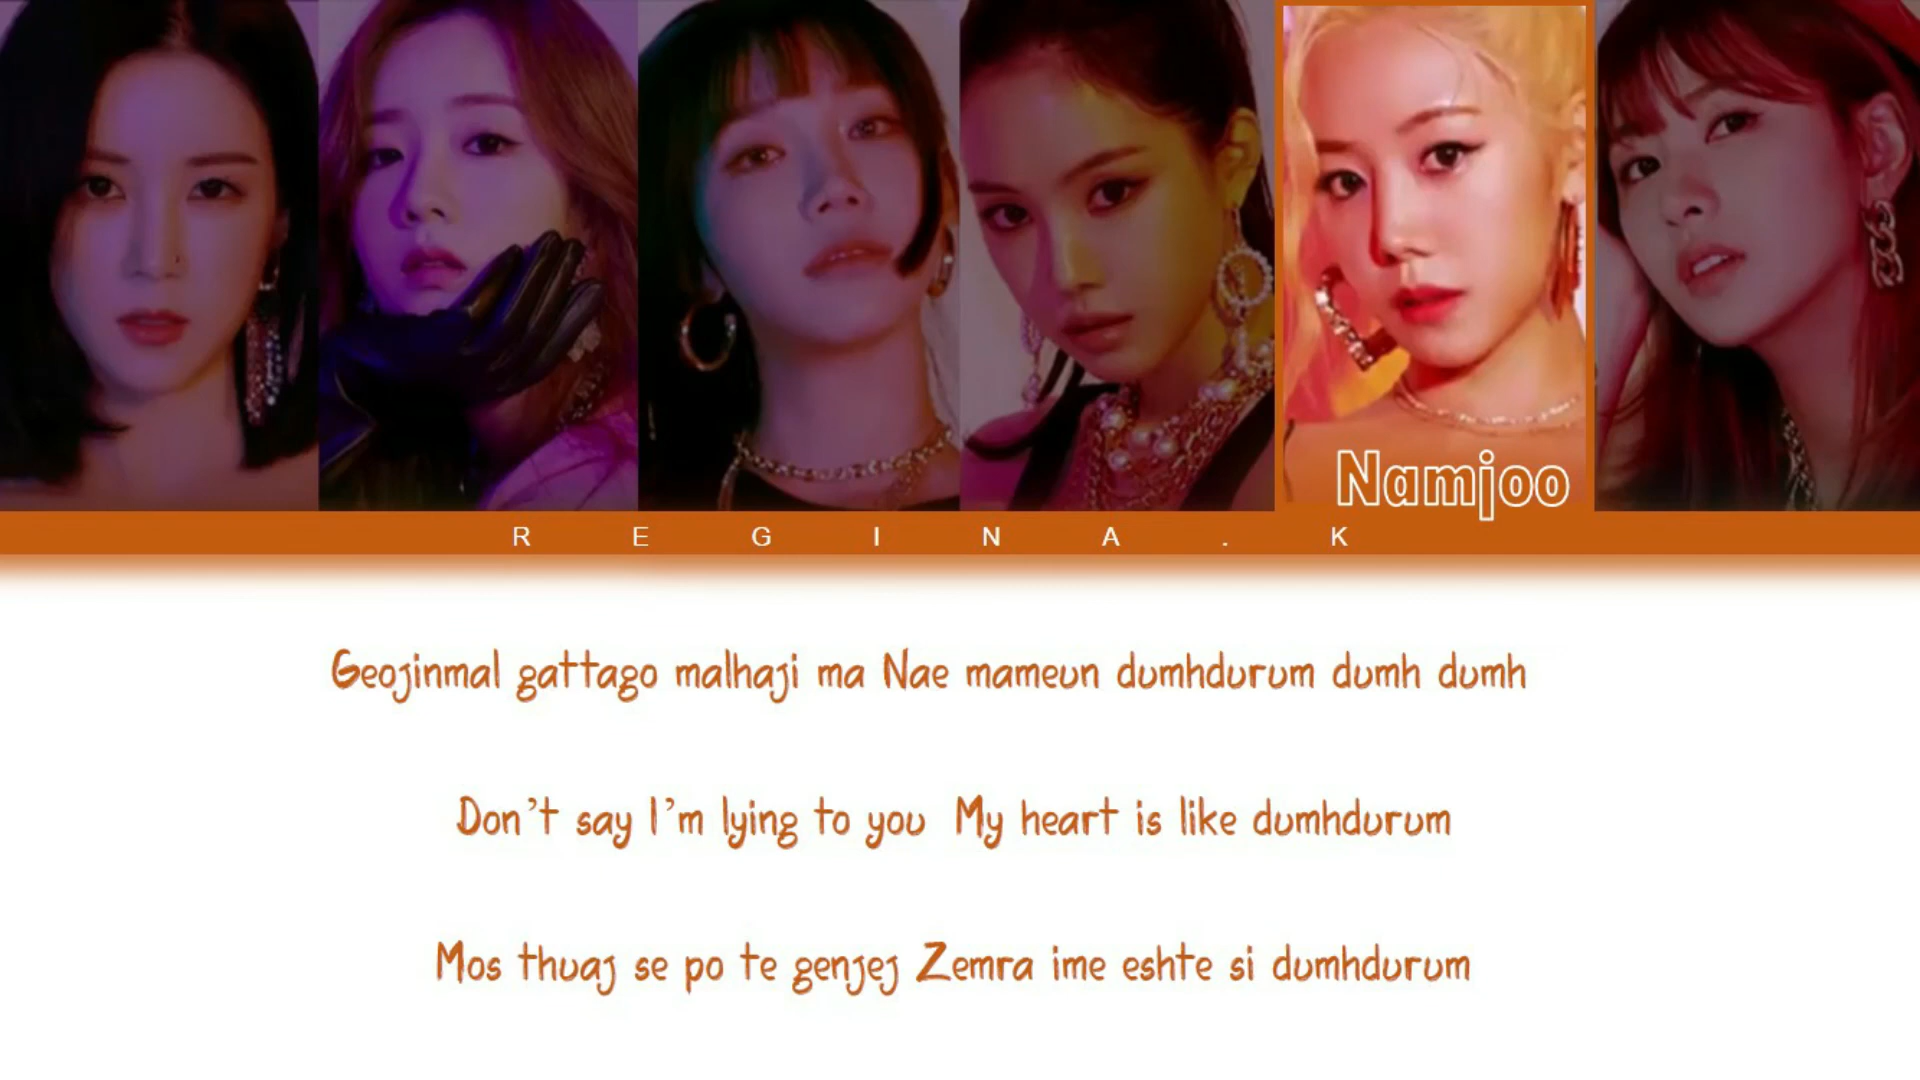 Namjoo
REGINA.K
Geojinmal gattago malhaji ma Nae mameun dumhdurum dumh dumh
Don't say I'm lying to you My heart is like dumhdurum
Mos thuaj se po te genjej Zemra ime eshte si dumhdurum